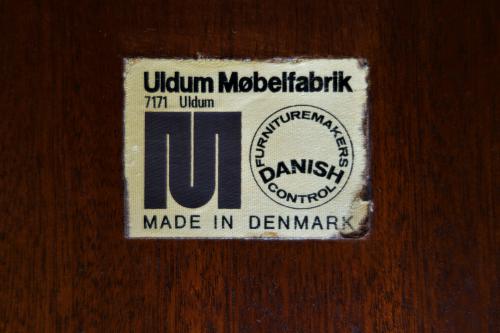 Uldum Møbelfabrik
7171 Uldum
FURNITUREMAKERS
DANISH
CONTROL
MADE IN DENMARK